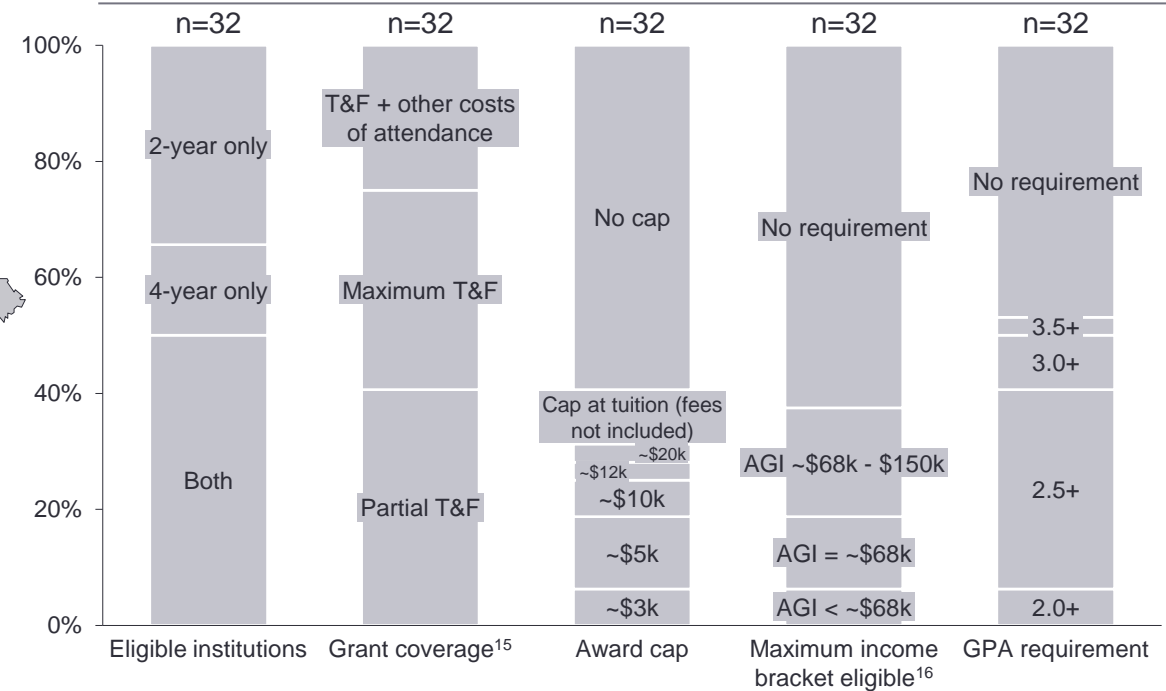 n=32 n=32 n=32 n=32 n=32
100%
80%
60%
40%
20%
0%
2-year only
4-year only
Both
T&F + other costs
of attendance
Maximum T&F
Partial T&F
No cap
Cap at tuition (fees
not included)
~$20k
~$12k
~$10k
~$5k
~$3k
No requirement
AGI ~$68k - $150k
AGI = ~$68k
AGI < ~$68k
No requirement
3.5+
3.0+
2.5+
2.0+
Eligible institutions
Grant coverage¹⁵
Award cap
Maximum income
bracket eligible¹⁶
GPA requirement